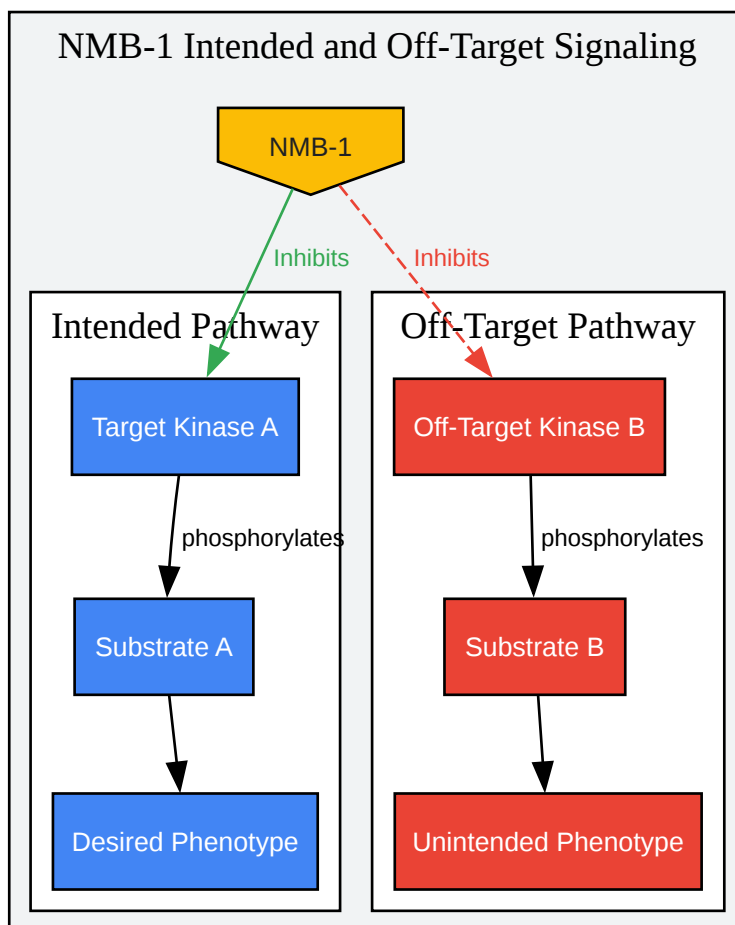 NMB-1 Intended and Off-Target Signaling
NMB-1
Inhibits
Inhibits
Intended Pathway
Off-Target Pathway
Target Kinase A
Off-Target Kinase B
phosphorylates
phosphorylates
Substrate A
Substrate B
Desired Phenotype
Unintended Phenotype